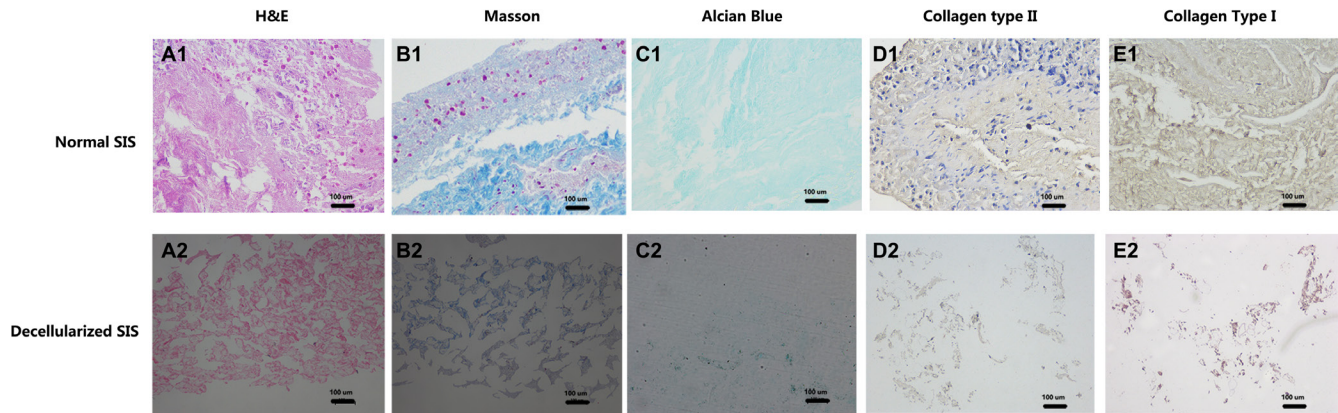 H&E Masson Alcian Blue Collagen type II Collagen Type I
Normal SIS
A1 B1 C1 D1 E1
100 um 100 um 100 um 100 um 100 um
Decellularized SIS
A2 B2 C2 D2 E2
100 um 100 um 100 um 100 um 100 um